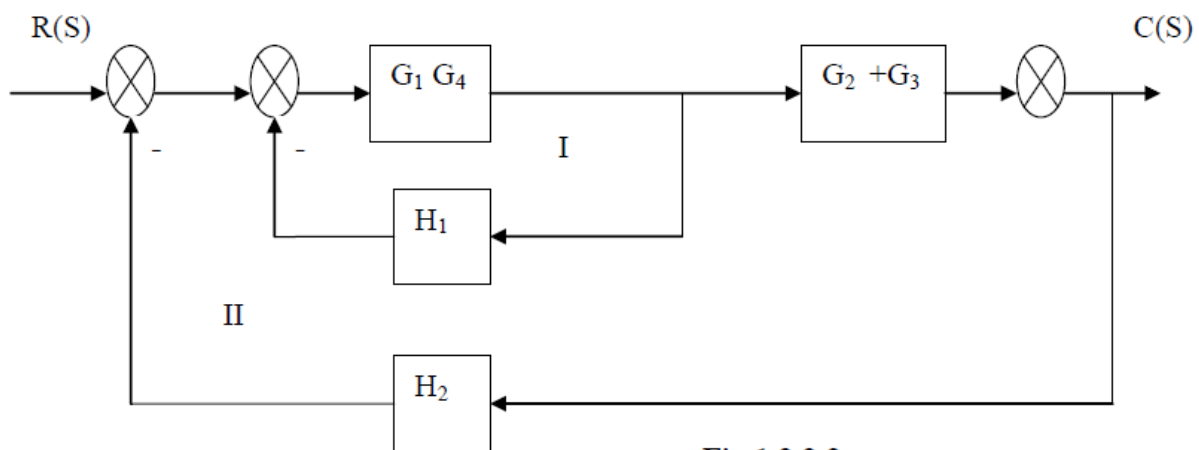 R(S)
C(S)
G₁ G₄
G₂ +G₃
-
-
I
H₁
II
H₂